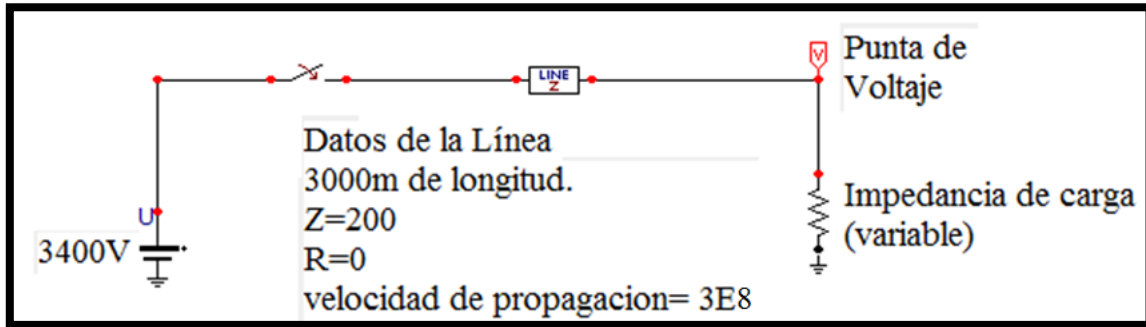 V
Punta de
Voltaje
LINE
Z
Datos de la Línea
3000m de longitud.
Z=200
R=0
velocidad de propagacion= 3E8
U
3400V
Impedancia de carga
(variable)